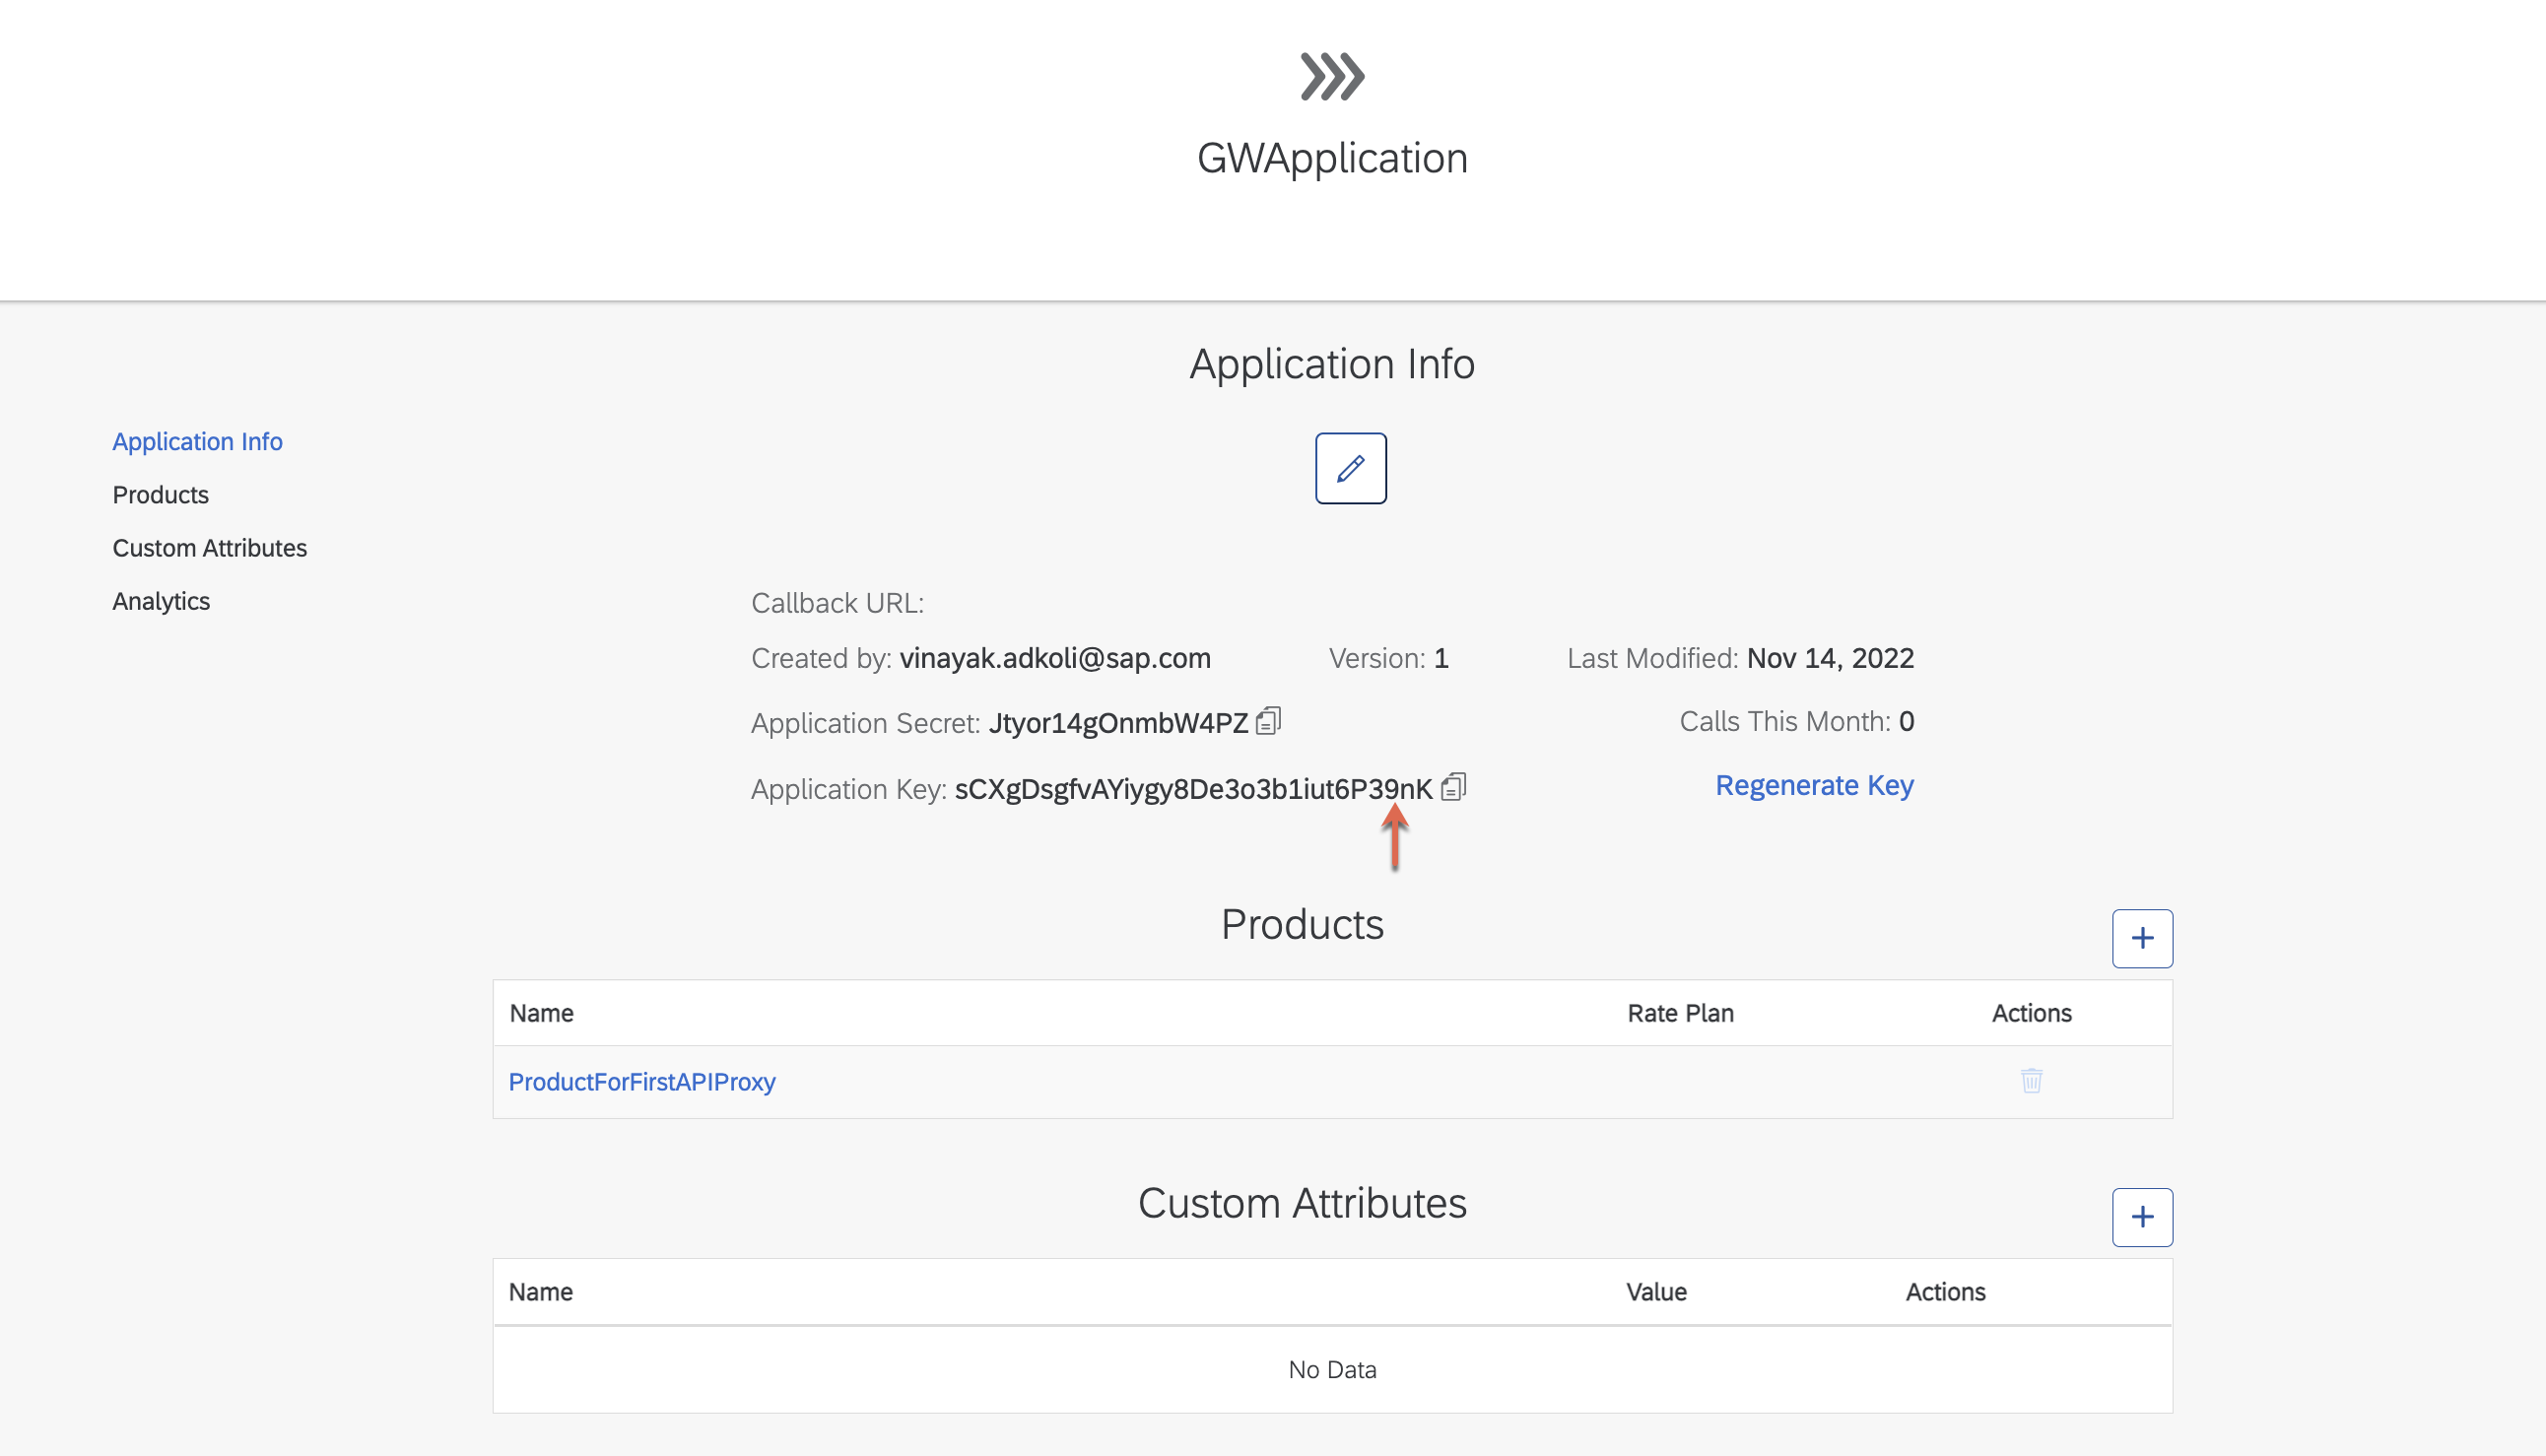 GWApplication
Application Info
Application Info
Products
Custom Attributes
Analytics
Callback URL:
Created by: vinayak.adkoli@sap.com Version: 1 Last Modified: Nov 14, 2022
Application Secret: Jtyor14gOnmbW4PZ Calls This Month: 0
Application Key: sCXgDsgfvAYiygy8De3o3b1iut6P39nK Regenerate Key
Products
Name Rate Plan Actions
ProductForFirstAPIProxy
Custom Attributes
Name Value Actions
No Data